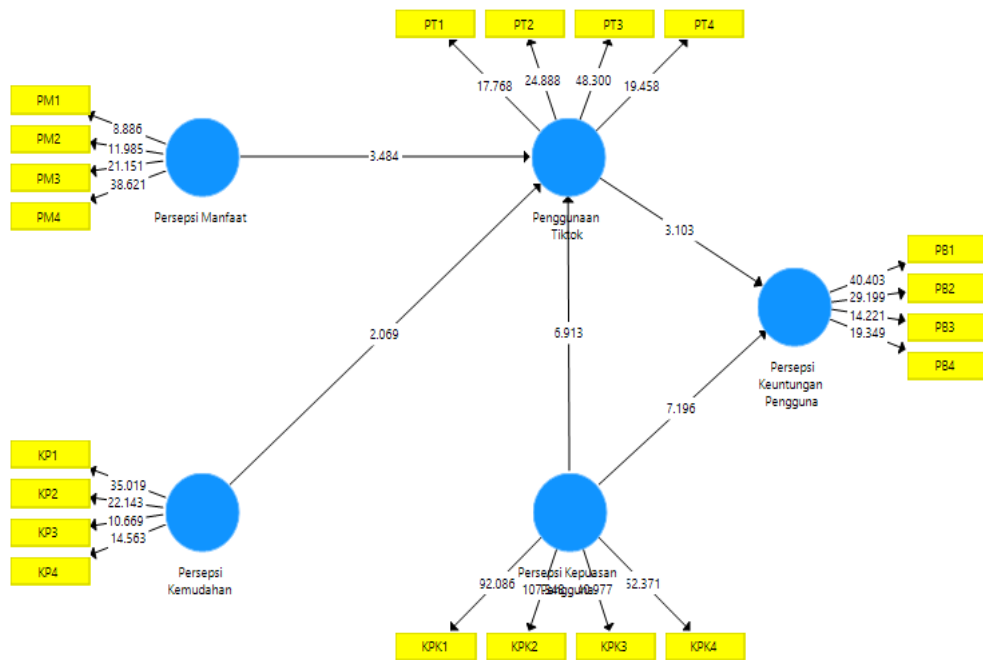 PT1
PT2
PT3
PT4
17.768
24.888
48.300
19.458
PM1
PM2
PM3
PM4
8.886
11.985
21.151
38.621
Persepsi Manfaat
3.484
Penggunaan
Tiktok
3.103
2.069
6.913
7.196
PB1
PB2
PB3
PB4
40.403
29.199
14.221
19.349
Persepsi
Keuntungan
Pengguna
KP1
KP2
KP3
KP4
35.019
22.143
10.669
14.563
Persepsi
Kemudahan
Persepsi Kepuasan
Pengguna
92.086
52.371
KPK1
KPK2
KPK3
KPK4